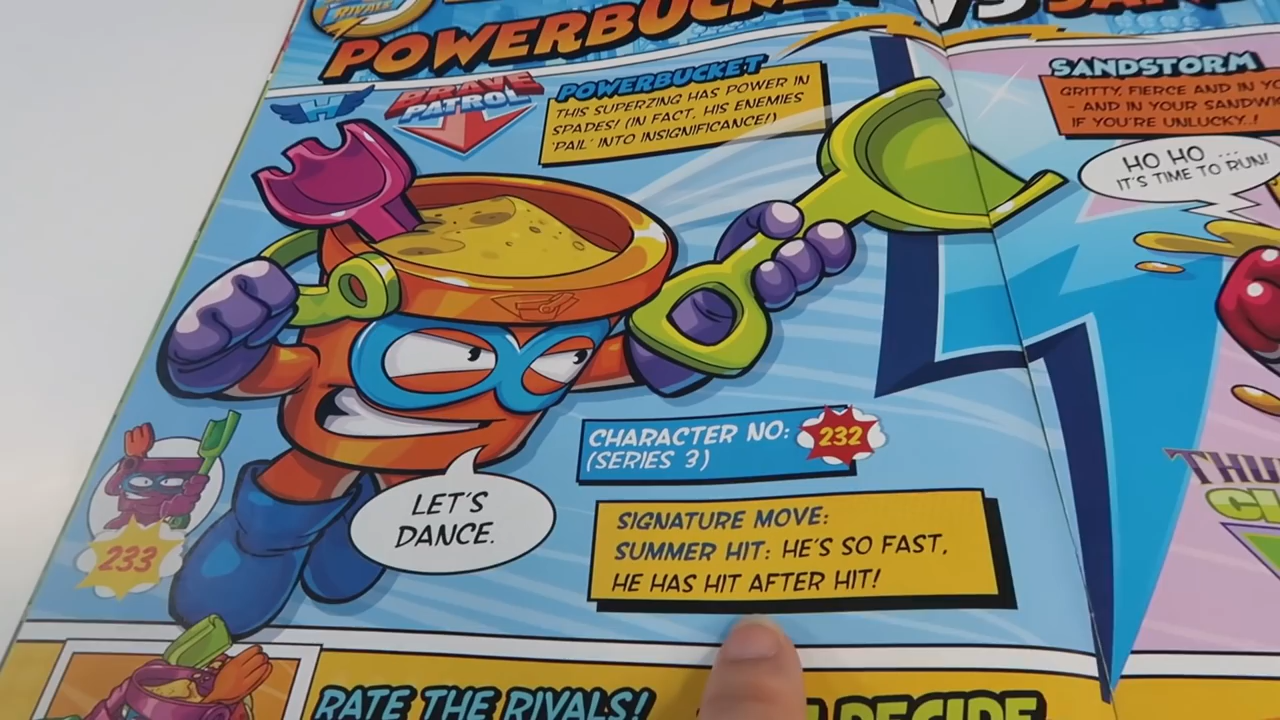 RIVALS
POWERBUCKET VS
H
BRAVE
PATROL
POWERBUCKET
THIS SUPERZING HAS POWER IN
SPADES! (IN FACT, HIS ENEMIES
'PAIL' INTO INSIGNIFICANCE!)
SANDSTORM
GRITTY, FIERCE AND IN
- AND IN YOUR
IF YOU'RE UNLUCKY..!
HO HO ...
IT'S TIME TO RUN!
CHARACTER NO: 232
(SERIES 3)
LET'S
DANCE.
SIGNATURE MOVE:
SUMMER HIT: HE'S SO FAST,
HE HAS HIT AFTER HIT!
233
RATE THE RIVALS!
DECIDE